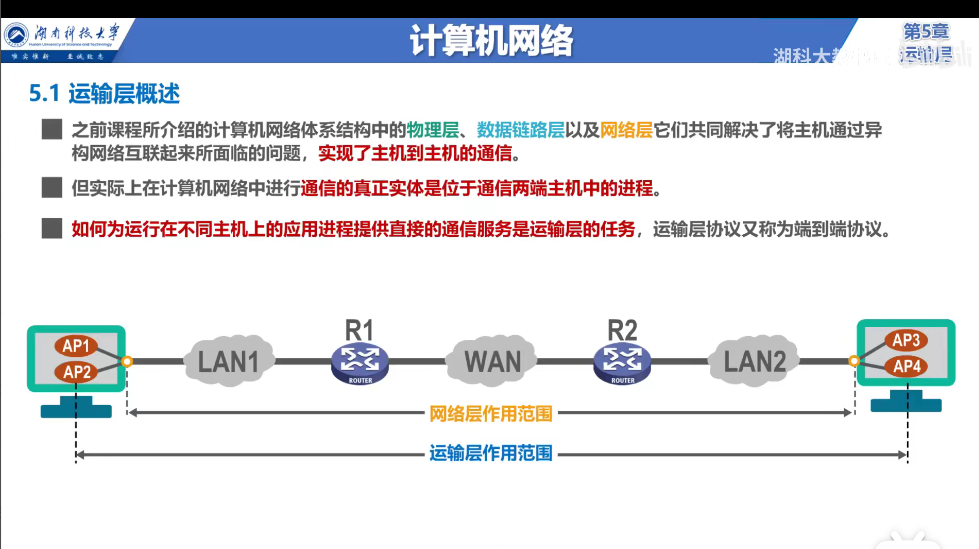 湖南科技大学
Hunan University of Science and Technology
唯实惟新 至诚致志
计算机网络
第5章
运输层
湖科大教
5.1 运输层概述
之前课程所介绍的计算机网络体系结构中的物理层、数据链路层以及网络层它们共同解决了将主机通过异
构网络互联起来所面临的问题，实现了主机到主机的通信。
但实际上在计算机网络中进行通信的真正实体是位于通信两端主机中的进程。
如何为运行在不同主机上的应用进程提供直接的通信服务是运输层的任务，运输层协议又称为端到端协议。
AP1
AP2
LAN1
R1
ROUTER
WAN
R2
ROUTER
LAN2
AP3
AP4
网络层作用范围
运输层作用范围